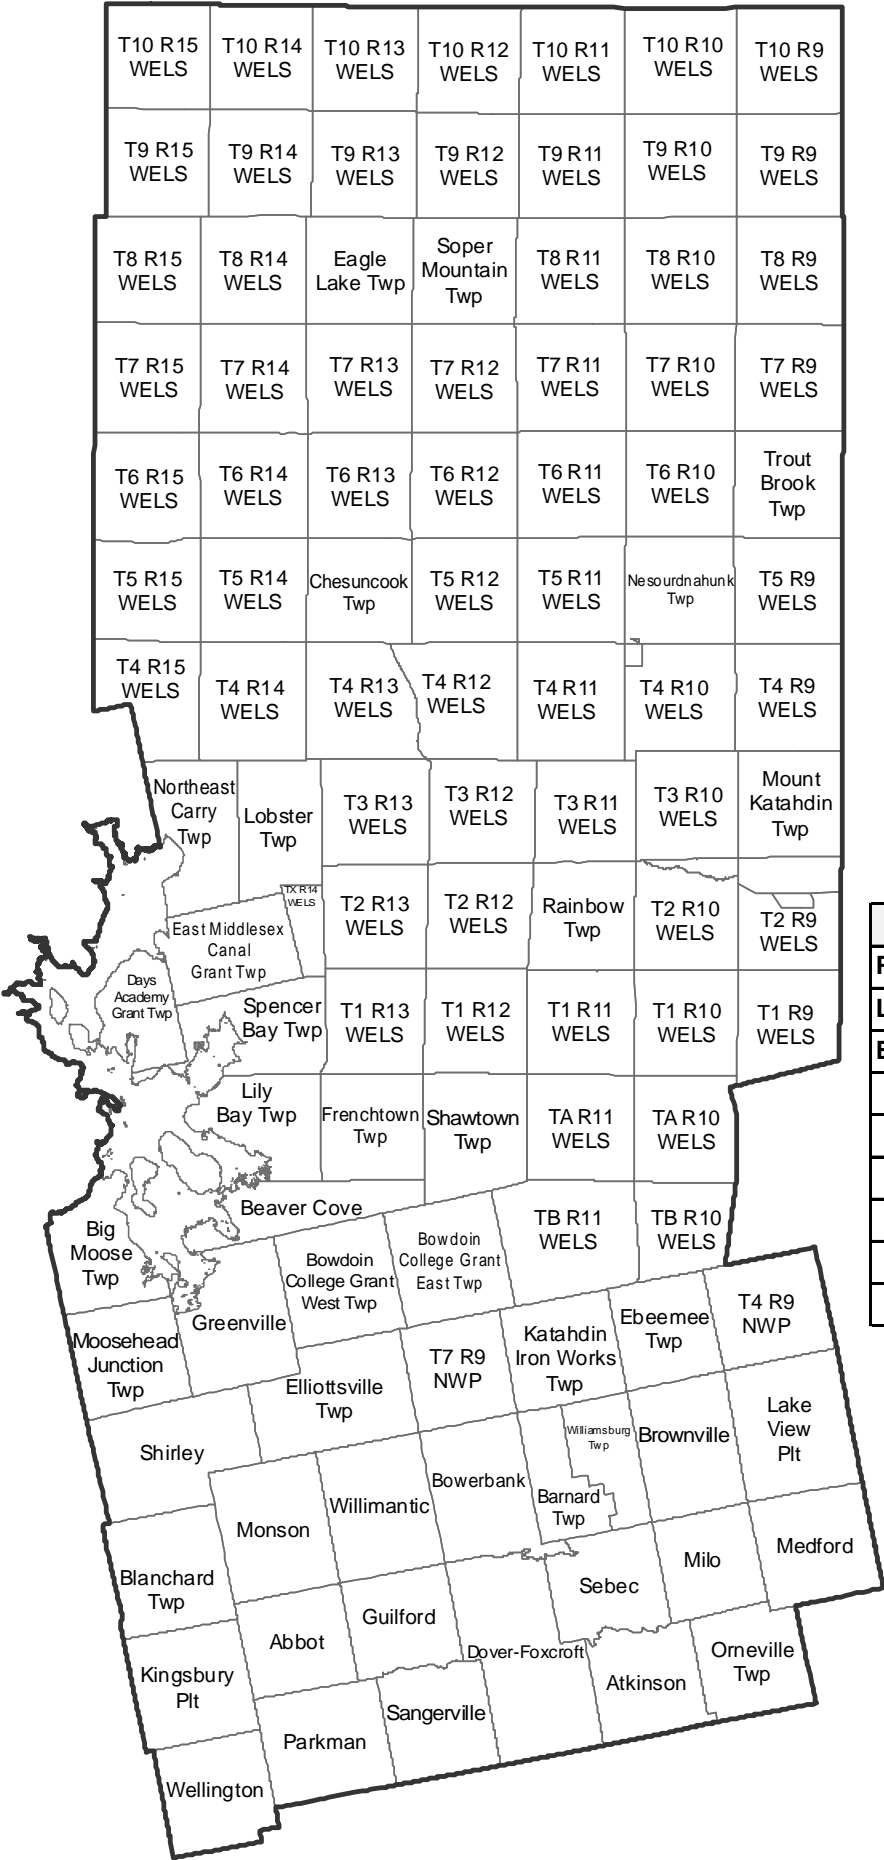 T10 R15
WELS
T10 R14
WELS
T10 R13
WELS
T10 R12
WELS
T10 R11
WELS
T10 R10
WELS
T10 R9
WELS
T9 R15
WELS
T9 R14
WELS
T9 R13
WELS
T9 R12
WELS
T9 R11
WELS
T9 R10
WELS
T9 R9
WELS
T8 R15
WELS
T8 R14
WELS
Eagle
Lake Twp
Soper
Mountain
Twp
T8 R11
WELS
T8 R10
WELS
T8 R9
WELS
T7 R15
WELS
T7 R14
WELS
T7 R13
WELS
T7 R12
WELS
T7 R11
WELS
T7 R10
WELS
T7 R9
WELS
T6 R15
WELS
T6 R14
WELS
T6 R13
WELS
T6 R12
WELS
T6 R11
WELS
T6 R10
WELS
Trout
Brook
Twp
T5 R15
WELS
T5 R14
WELS
Chesuncook
Twp
T5 R12
WELS
T5 R11
WELS
Nesourdnahunk
Twp
T5 R9
WELS
T4 R15
WELS
T4 R14
WELS
T4 R13
WELS
T4 R12
WELS
T4 R11
WELS
T4 R10
WELS
T4 R9
WELS
Northeast
Carry
Twp
Lobster
Twp
T3 R13
WELS
T3 R12
WELS
T3 R11
WELS
T3 R10
WELS
Mount
Katahdin
Twp
TX R14
WELS
T2 R13
WELS
T2 R12
WELS
Rainbow
Twp
T2 R10
WELS
T2 R9
WELS
East Middlesex
Canal
Grant Twp
Days
Academy
Grant Twp
Spencer
Bay Twp
T1 R13
WELS
T1 R12
WELS
T1 R11
WELS
T1 R10
WELS
T1 R9
WELS
Lily
Bay Twp
Frenchtown
Twp
Shawtown
Twp
TA R11
WELS
TA R10
WELS
Beaver Cove
Big
Moose
Twp
Bowdoin
College Grant
West Twp
Bowdoin
College Grant
East Twp
TB R11
WELS
TB R10
WELS
Moosehead
Junction
Twp
Greenville
Elliottsville
Twp
T7 R9
NWP
Katahdin
Iron Works
Twp
Ebeemee
Twp
T4 R9
NWP
Shirley
Williamsburg
Twp
Brownville
Lake
View
Plt
Monson
Willimantic
Bowerbank
Barnard
Twp
Blanchard
Twp
Abbot
Guilford
Sebec
Milo
Medford
Kingsbury
Plt
Dover-Foxcroft
Atkinson
Orneville
Twp
Parkman
Sangerville
Wellington